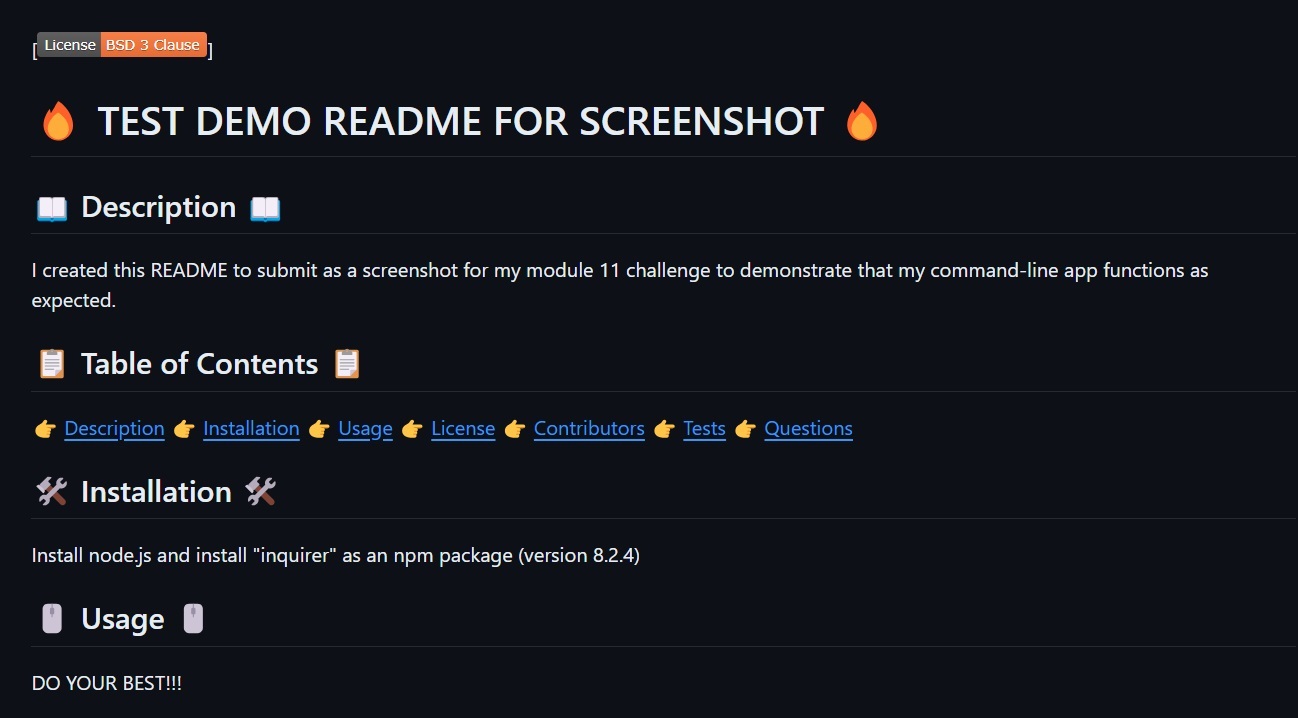 [License BSD 3 Clause]
🔥 TEST DEMO README FOR SCREENSHOT 🔥
📖 Description 📖
I created this README to submit as a screenshot for my module 11 challenge to demonstrate that my command-line app functions as
expected.
📋 Table of Contents 📋
👉 Description 👉 Installation 👉 Usage 👉 License 👉 Contributors 👉 Tests 👉 Questions
🛠️ Installation 🛠️
Install node.js and install "inquirer" as an npm package (version 8.2.4)
🖱️ Usage 🖱️
DO YOUR BEST!!!